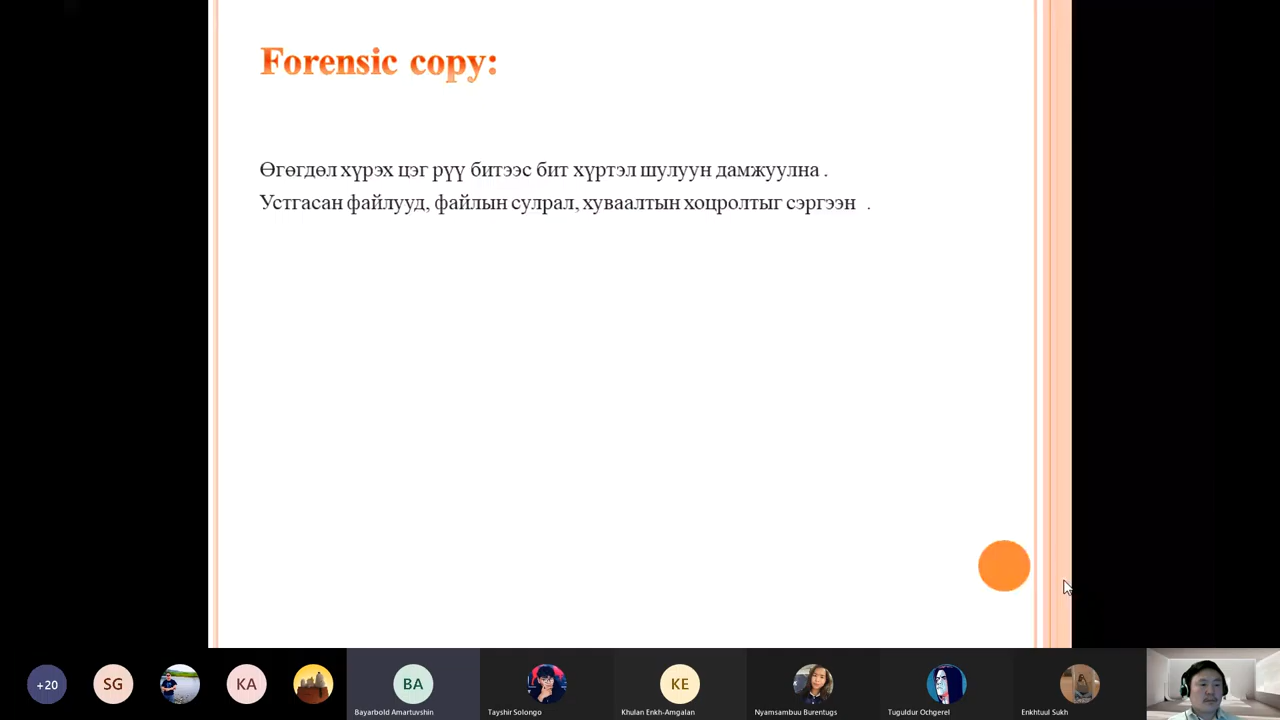 Forensic copy:
Өгөгдөл хүрэх цэг рүү битээс бит хүртэл шулуун дамжуулна .
Устгасан файлууд, файлын сулрал, хуваалтын хоцролтыг сэргээн .
+20
SG
KA
BA
KE
Bayarbold Amartuvshin
Tayshir Solongo
Khulan Enkh-Amgalan
Nyamsambuu Burentugs
Tuguldur Ochgerel
Enkhtuul Sukh